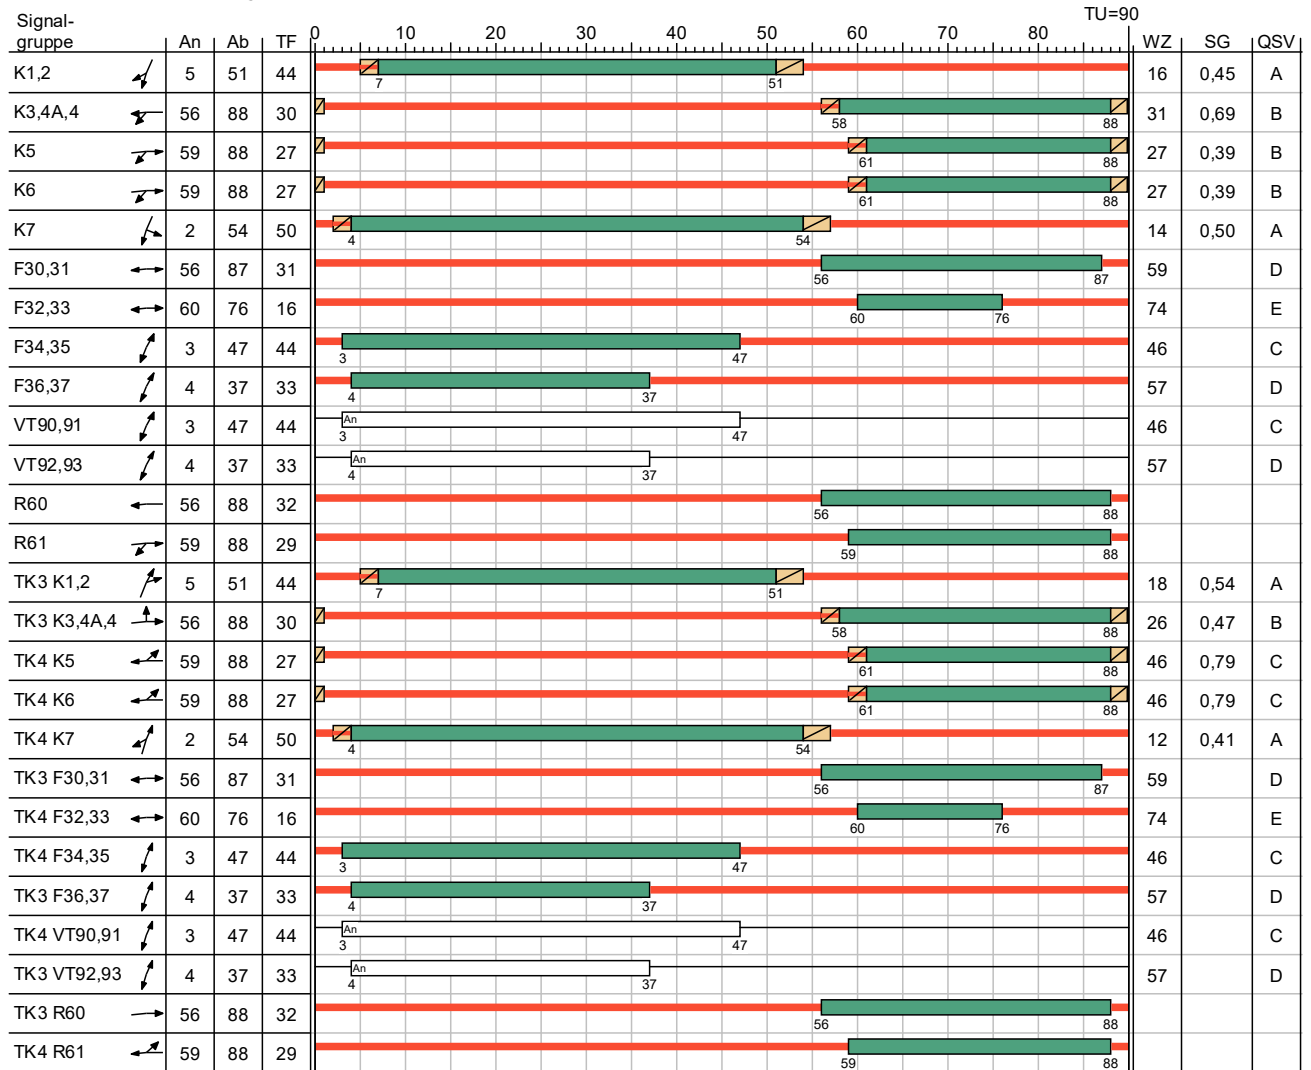 TU=90
Signal-
gruppe An Ab TF 0 10 20 30 40 50 60 70 80 WZ SG QSV
K1,2 5 51 44 16 0,45 A
7 51
K3,4A,4 56 88 30 31 0,69 B
58 88
K5 59 88 27 27 0,39 B
61 88
K6 59 88 27 27 0,39 B
61 88
K7 2 54 50 14 0,50 A
4 54
F30,31 56 87 31 59 D
56 87
F32,33 60 76 16 74 E
60 76
F34,35 3 47 44 46 C
3 47
F36,37 4 37 33 57 D
4 37
VT90,91 3 47 44 An 46 C
3 47
VT92,93 4 37 33 An 57 D
4 37
R60 56 88 32
56 88
R61 59 88 29
59 88
TK3 K1,2 5 51 44 18 0,54 A
7 51
TK3 K3,4A,4 56 88 30 26 0,47 B
58 88
TK4 K5 59 88 27 46 0,79 C
61 88
TK4 K6 59 88 27 46 0,79 C
61 88
TK4 K7 2 54 50 12 0,41 A
4 54
TK3 F30,31 56 87 31 59 D
56 87
TK4 F32,33 60 76 16 74 E
60 76
TK4 F34,35 3 47 44 46 C
3 47
TK3 F36,37 4 37 33 57 D
4 37
TK4 VT90,91 3 47 44 An 46 C
3 47
TK3 VT92,93 4 37 33 An 57 D
4 37
TK3 R60 56 88 32
56 88
TK4 R61 59 88 29
59 88